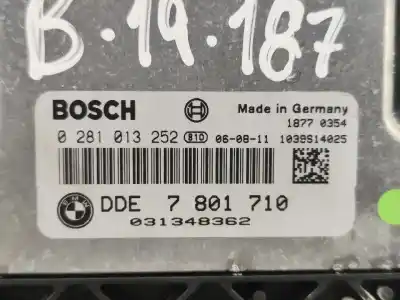 B.19.187
BOSCH
Made in Germany
1877 0354
0 281 013 252 810 06-08-11 1039S14025
BMW
DDE 7 801 710
031348362